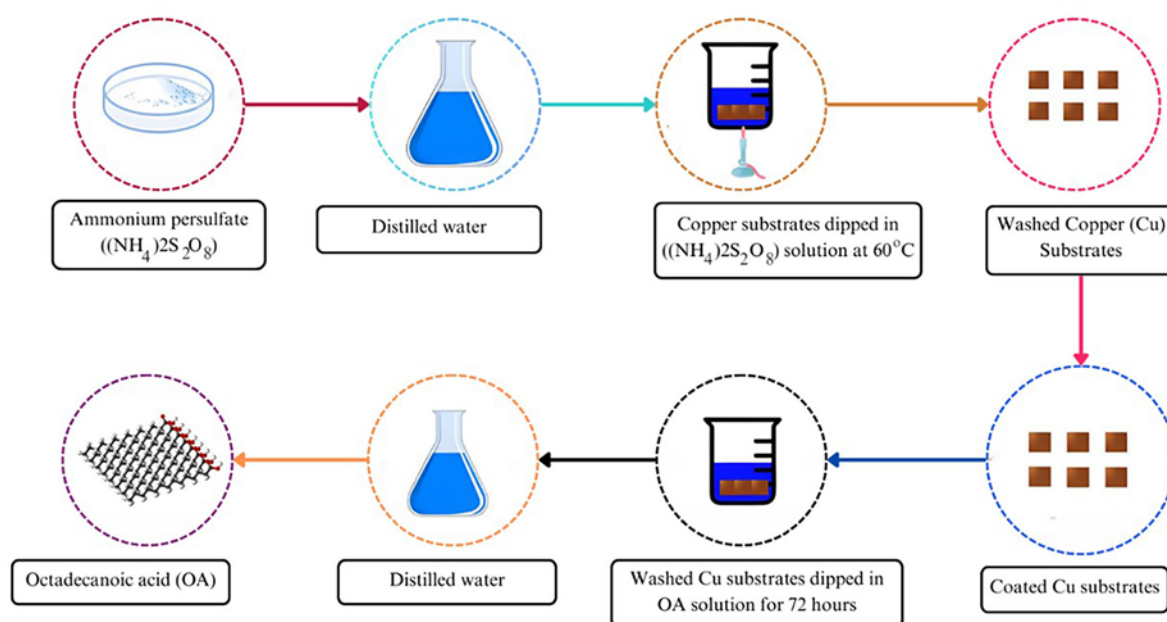 Ammonium persulfate
((NH4)2S2O8)
Distilled water
Copper substrates dipped in
((NH4)2S2O8) solution at 60°C
Washed Copper (Cu)
Substrates
Octadecanoic acid (OA)
Distilled water
Washed Cu substrates dipped in
OA solution for 72 hours
Coated Cu substrates